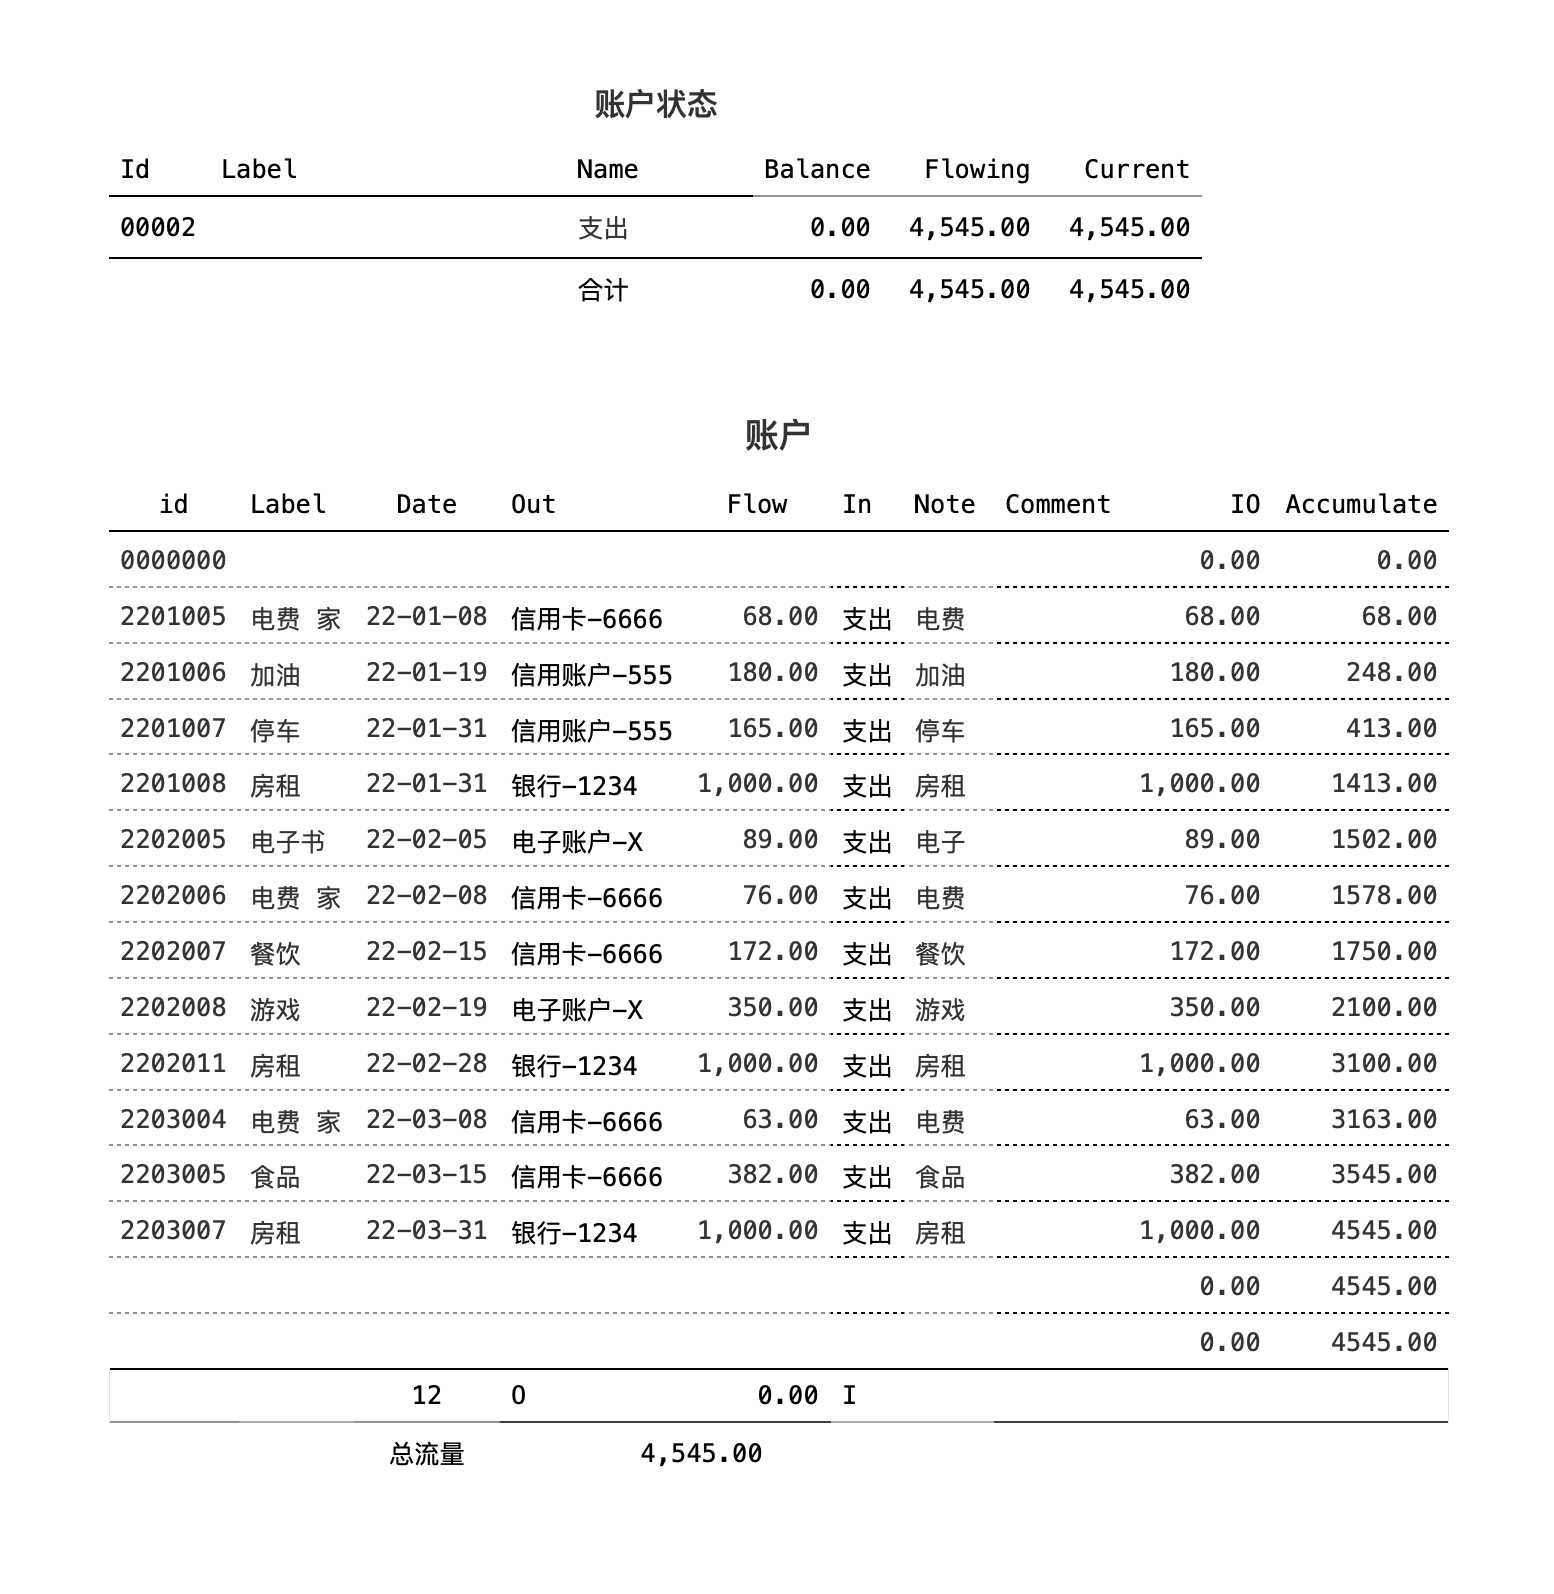 账户状态
Id Label Name Balance Flowing Current
00002 支出 0.00 4,545.00 4,545.00
合计 0.00 4,545.00 4,545.00
账户
id Label Date Out Flow In Note Comment IO Accumulate
0000000 0.00 0.00
2201005 电费 家 22-01-08 信用卡-6666 68.00 支出 电费 68.00 68.00
2201006 加油 22-01-19 信用账户-555 180.00 支出 加油 180.00 248.00
2201007 停车 22-01-31 信用账户-555 165.00 支出 停车 165.00 413.00
2201008 房租 22-01-31 银行-1234 1,000.00 支出 房租 1,000.00 1413.00
2202005 电子书 22-02-05 电子账户-X 89.00 支出 电子 89.00 1502.00
2202006 电费 家 22-02-08 信用卡-6666 76.00 支出 电费 76.00 1578.00
2202007 餐饮 22-02-15 信用卡-6666 172.00 支出 餐饮 172.00 1750.00
2202008 游戏 22-02-19 电子账户-X 350.00 支出 游戏 350.00 2100.00
2202011 房租 22-02-28 银行-1234 1,000.00 支出 房租 1,000.00 3100.00
2203004 电费 家 22-03-08 信用卡-6666 63.00 支出 电费 63.00 3163.00
2203005 食品 22-03-15 信用卡-6666 382.00 支出 食品 382.00 3545.00
2203007 房租 22-03-31 银行-1234 1,000.00 支出 房租 1,000.00 4545.00
0.00 4545.00
0.00 4545.00
12 O 0.00 I
总流量 4,545.00